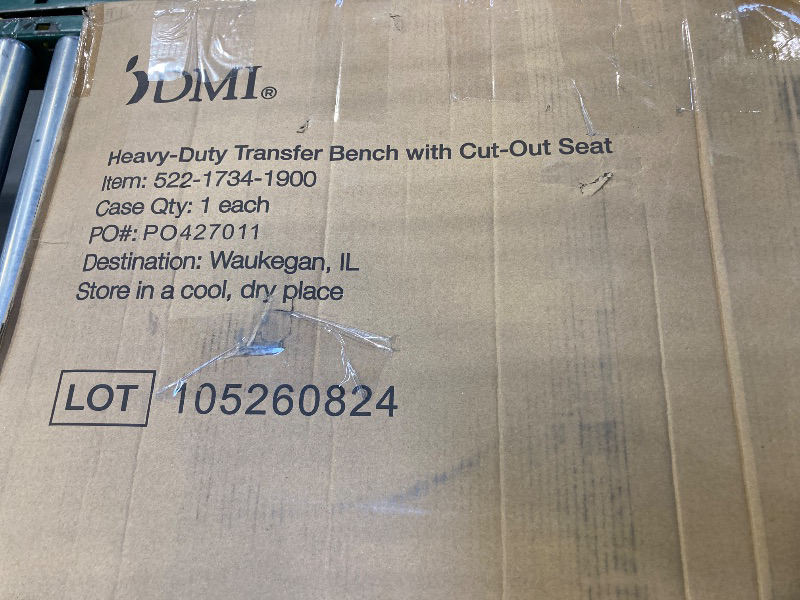 DMI®
Heavy-Duty Transfer Bench with Cut-Out Seat
Item: 522-1734-1900
Case Qty: 1 each
PO#: PO427011
Destination: Waukegan, IL
Store in a cool, dry place
LOT 105260824